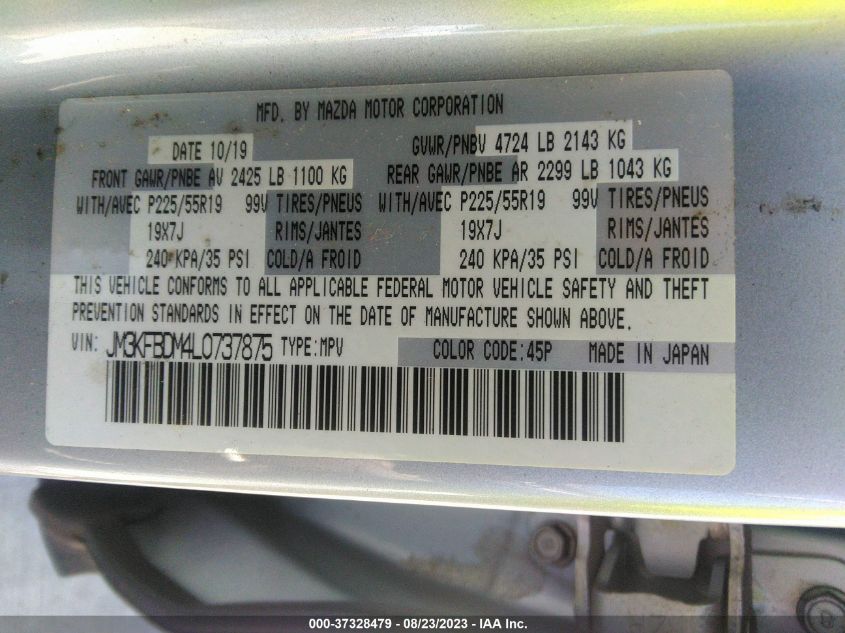 MFD. BY MAZDA MOTOR CORPORATION
DATE 10/19 GVWR/PNBV 4724 LB 2143 KG
FRONT GAWR/PNBE AV 2425 LB 1100 KG REAR GAWR/PNBE AR 2299 LB 1043 KG
WITH/AVEC P225/55R19 99V TIRES/PNEUS WITH/AVEC P225/55R19 99V TIRES/PNEUS
19X7J RIMS/JANTES 19X7J RIMS/JANTES
240 KPA/35 PSI COLD/A FROID 240 KPA/35 PSI COLD/A FROID
THIS VEHICLE CONFORMS TO ALL APPLICABLE FEDERAL MOTOR VEHICLE SAFETY AND THEFT
PREVENTION STANDARDS IN EFFECT ON THE DATE OF MANUFACTURE SHOWN ABOVE.
VIN: JM3KFBDM4L0737875 TYPE:MPV COLOR CODE:45P MADE IN JAPAN
000-37328479 - 08/23/2023 - IAA Inc.